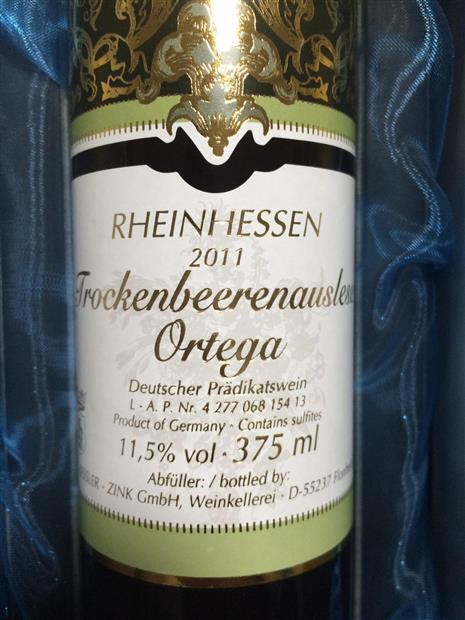 RHEINHESSEN
2011
Trockenbeerenauslese
Ortega
Deutscher Prädikatswein
L - A. P. Nr. 4 277 068 154 13
Product of Germany · Contains sulfites
11,5% vol · 375 ml
Abfüller: / bottled by:
- ZINK GmbH, Weinkellerei · D-55237